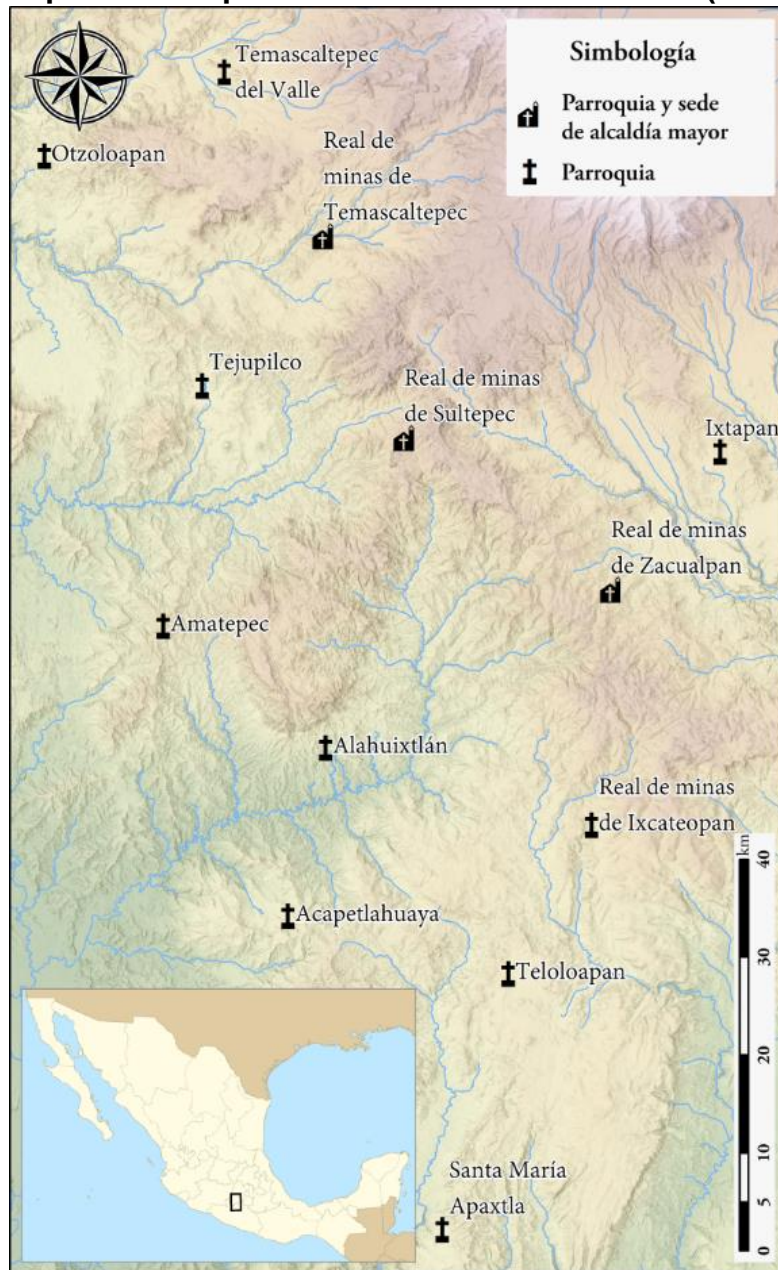 Temascaltepec
del Valle
Simbología
Parroquia y sede
de alcaldía mayor
Parroquia
Otzoloapan
Real de
minas de
Temascaltepec
Tejupilco
Real de minas
de Sultepec
Ixtapan
Real de minas
de Zacualpan
Amatepec
Alahuixtlán
Real de minas
de Ixcateopan
Acapetlahuaya
Teloloapan
Santa María
Apaxtla
km
40
30
20
10
5
0